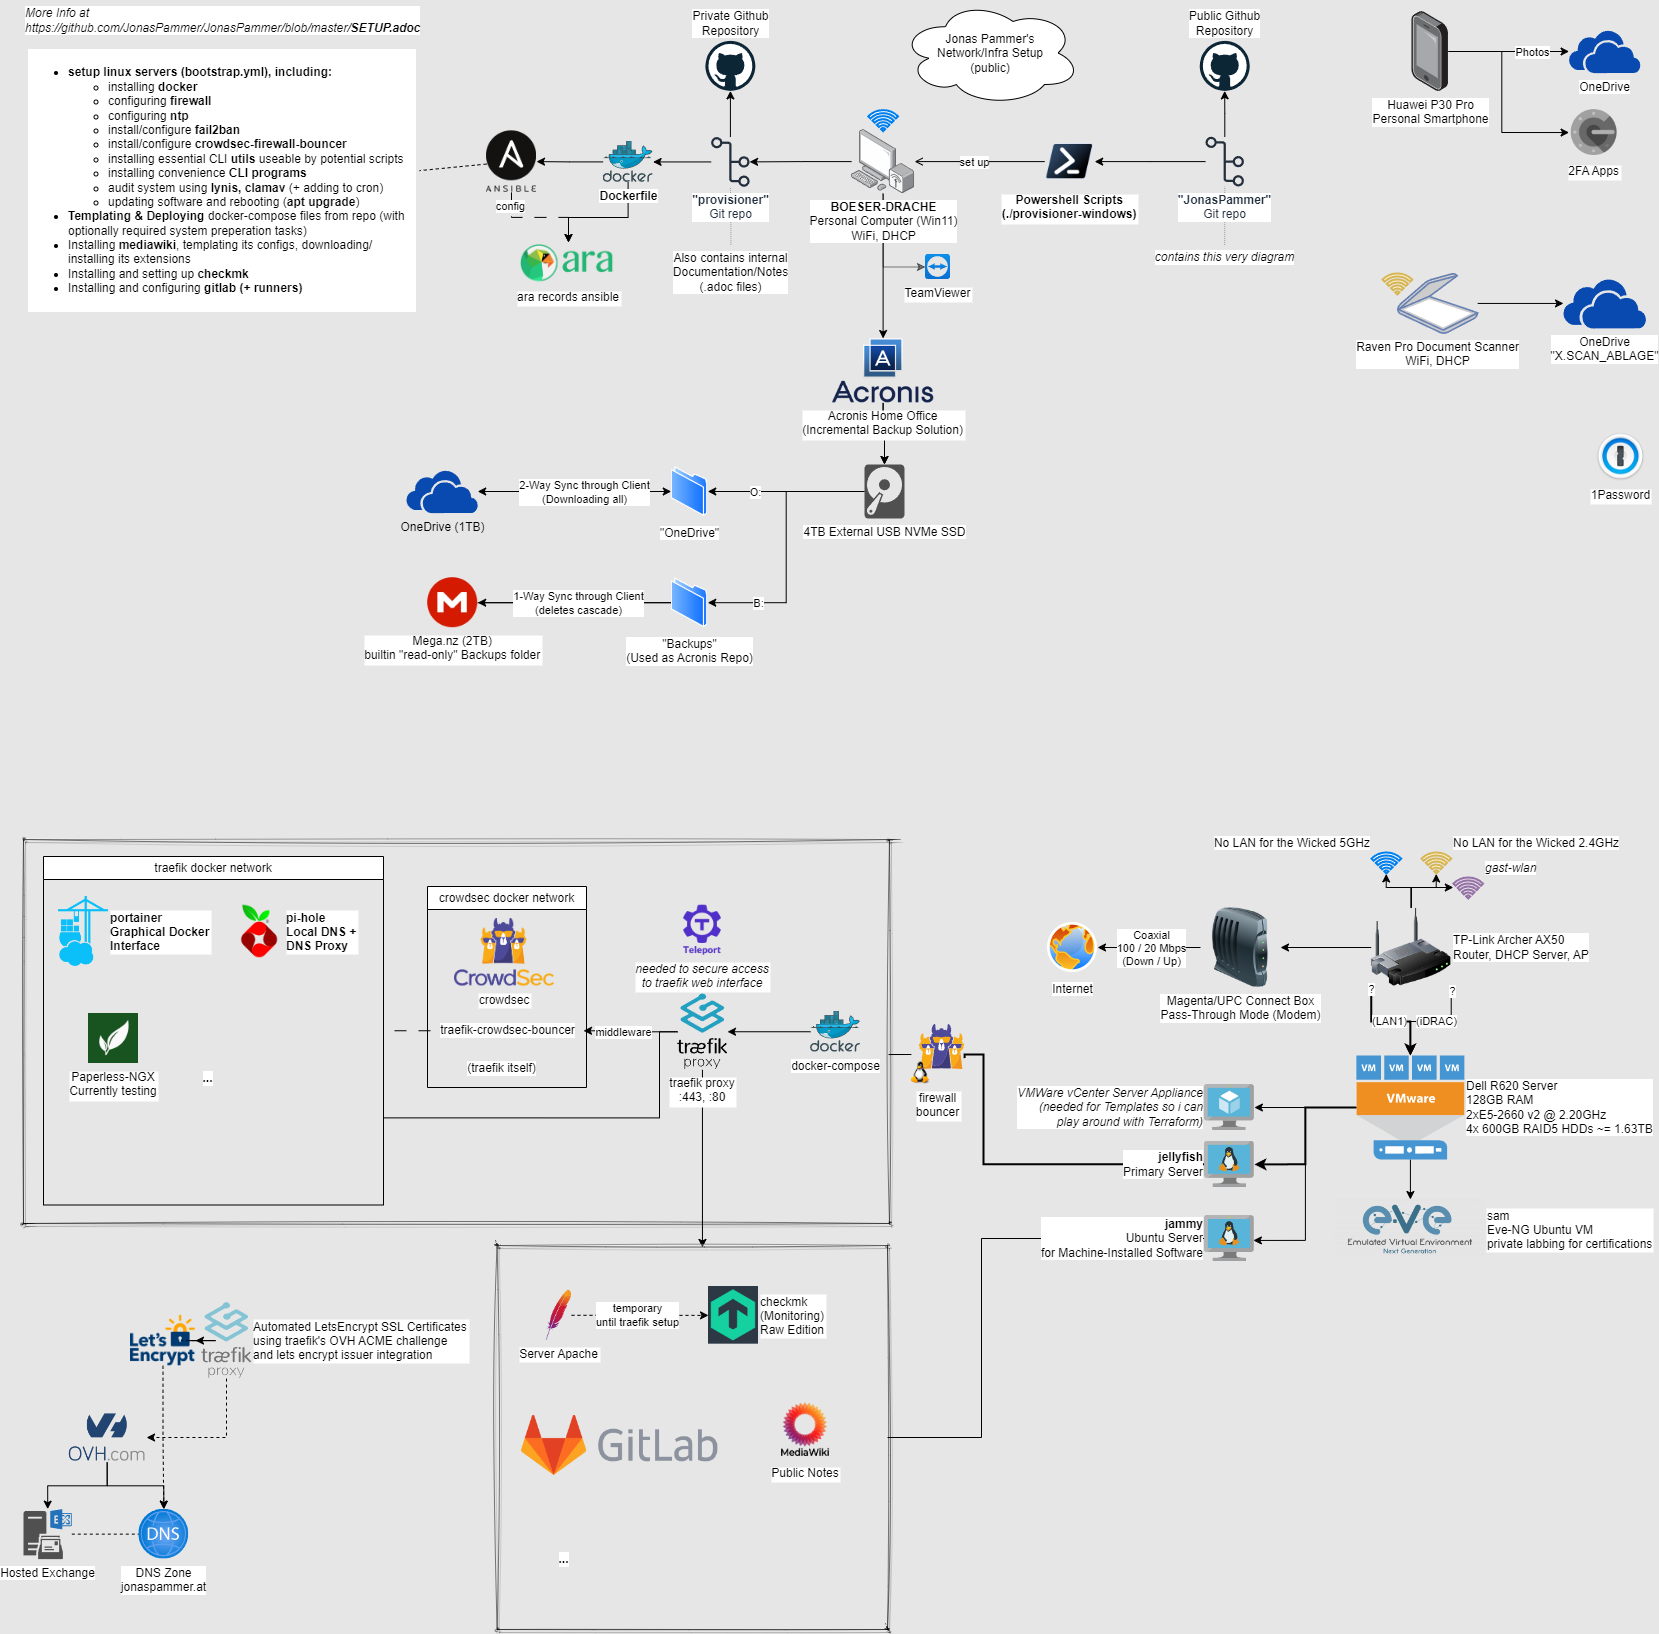 More Info at
https://github.com/JonasPammer/JonasPammer/blob/master/SETUP.adoc
setup linux servers (bootstrap.yml), including:
installing docker
configuring firewall
configuring ntp
install/configure fail2ban
install/configure crowdsec-firewall-bouncer
installing essential CLI utils useable by potential scripts
installing convenience CLI programs
audit system using lynis, clamav (+ adding to cron)
updating software and rebooting (apt upgrade)
Templating & Deploying docker-compose files from repo (with
optionally required system preperation tasks)
Installing mediawiki, templating its configs, downloading/
installing its extensions
Installing and setting up checkmk
Installing and configuring gitlab (+ runners)
ANSIBLE
config
docker
Dockerfile
ara
ara records ansible
Private Github
Repository
"provisioner"
Git repo
Also contains internal
Documentation/Notes
(.adoc files)
Jonas Pammer's
Network/Infra Setup
(public)
BOESER-DRACHE
Personal Computer (Win11)
WiFi, DHCP
TeamViewer
set up
Powershell Scripts
(./provisioner-windows)
Public Github
Repository
"JonasPammer"
Git repo
contains this very diagram
Huawei P30 Pro
Personal Smartphone
Photos
OneDrive
2FA Apps
Raven Pro Document Scanner
WiFi, DHCP
OneDrive
"X.SCAN_ABLAGE"
1Password
A
Acronis
Acronis Home Office
(Incremental Backup Solution)
4TB External USB NVMe SSD
O:
"OneDrive"
2-Way Sync through Client
(Downloading all)
OneDrive (1TB)
B:
"Backups"
(Used as Acronis Repo)
1-Way Sync through Client
(deletes cascade)
M
Mega.nz (2TB)
builtin "read-only" Backups folder
traefik docker network
portainer
Graphical Docker
Interface
pi-hole
Local DNS +
DNS Proxy
Paperless-NGX
Currently testing
...
crowdsec docker network
CrowdSec
crowdsec
traefik-crowdsec-bouncer
(traefik itself)
middleware
T
Teleport
needed to secure access
to traefik web interface
træfik
proxy
traefik proxy
:443, :80
docker
docker-compose
firewall
bouncer
No LAN for the Wicked 5GHz
No LAN for the Wicked 2.4GHz
gast-wlan
Internet
Coaxial
100 / 20 Mbps
(Down / Up)
Magenta/UPC Connect Box
Pass-Through Mode (Modem)
TP-Link Archer AX50
Router, DHCP Server, AP
?
?
(LAN1)
(iDRAC)
VM
VM
VM
VM
VMware
Dell R620 Server
128GB RAM
2xE5-2660 v2 @ 2.20GHz
4x 600GB RAID5 HDDs ~= 1.63TB
VMWare vCenter Server Appliance
(needed for Templates so i can
play around with Terraform)
jellyfish
Primary Server
jammy
Ubuntu Server
for Machine-Installed Software
eve
Emulated Virtual Environment
Next Generation
sam
Eve-NG Ubuntu VM
private labbing for certifications
Server Apache
temporary
until traefik setup
checkmk
(Monitoring)
Raw Edition
GitLab
MediaWiki
Public Notes
...
Let's
Encrypt
træfik
proxy
Automated LetsEncrypt SSL Certificates
using traefik's OVH ACME challenge
and lets encrypt issuer integration
OVH.com
E
Hosted Exchange
DNS
DNS Zone
jonaspammer.at